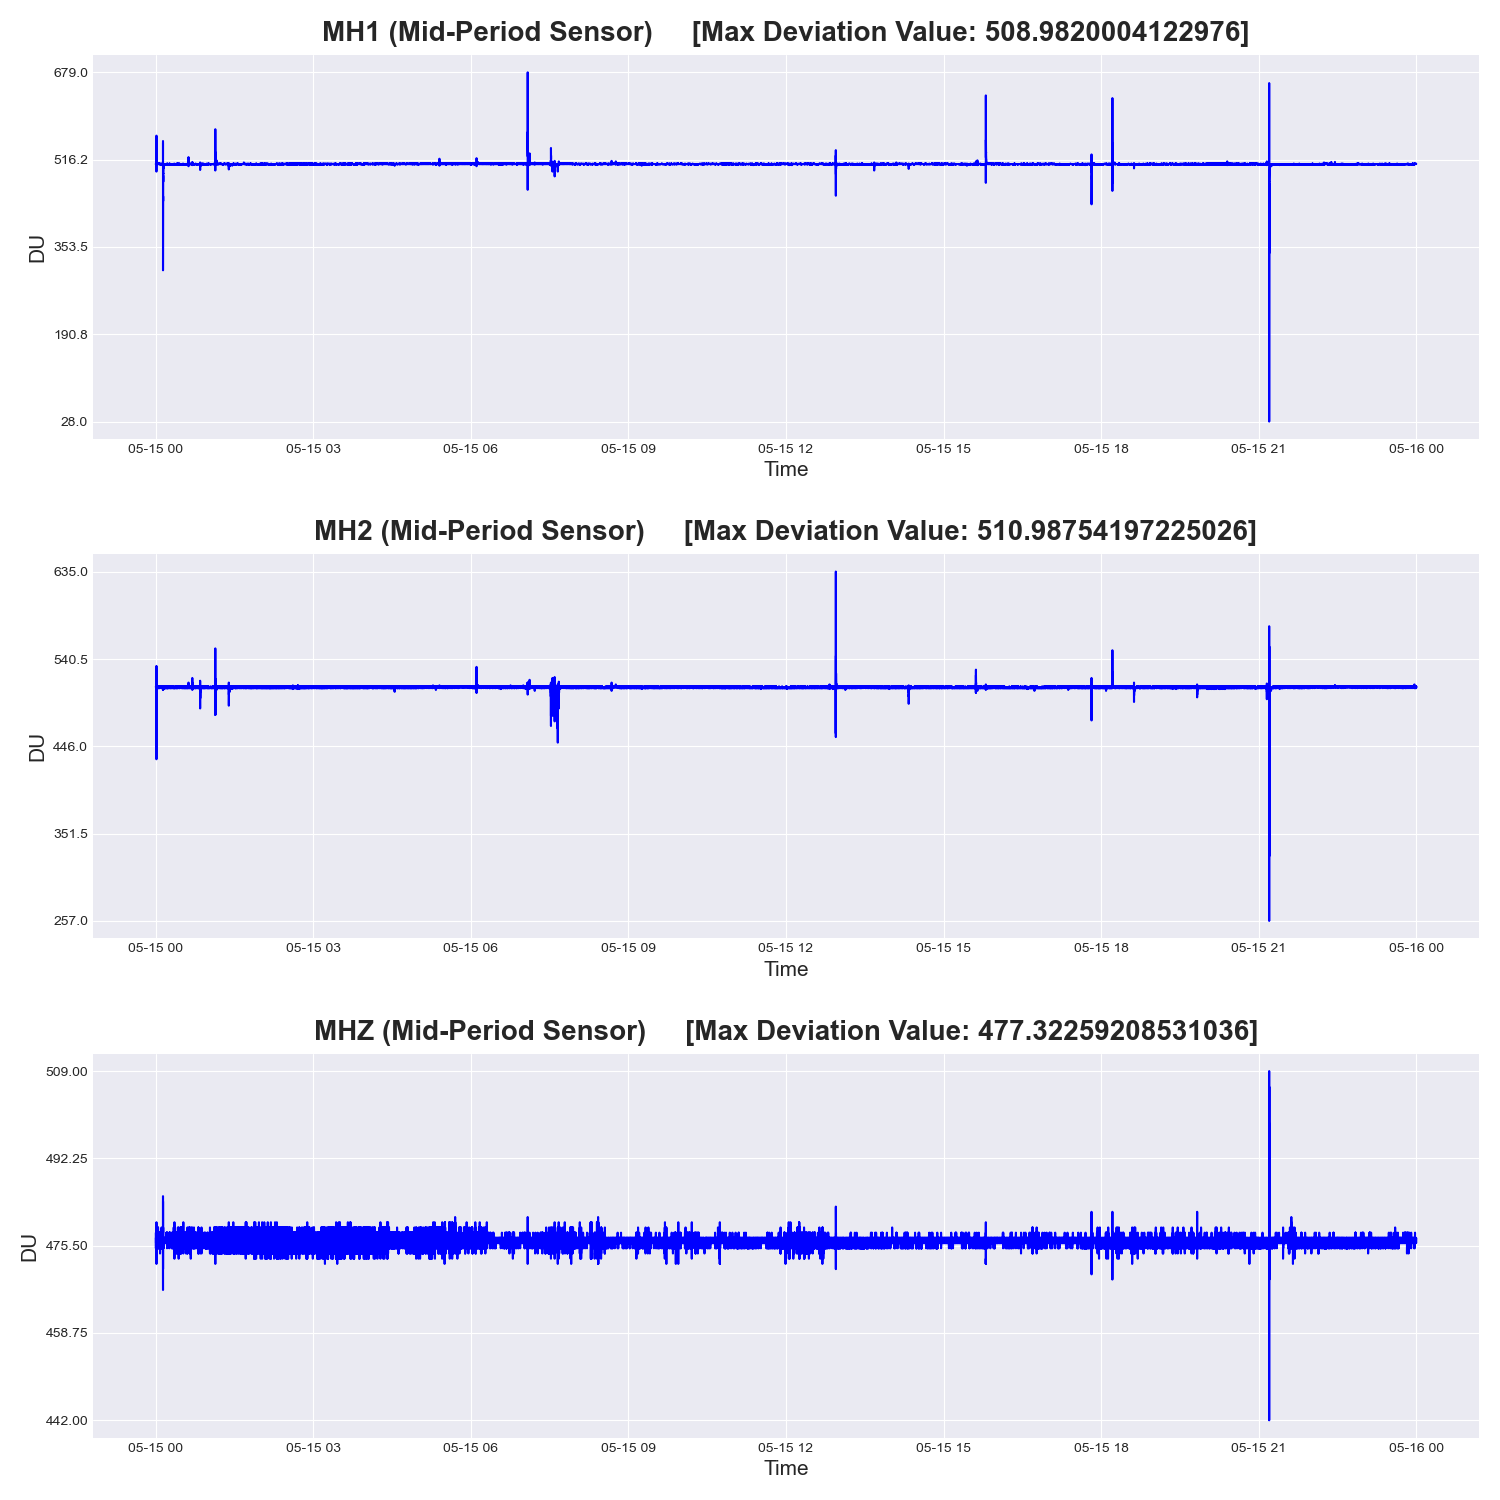 MH1 (Mid-Period Sensor)     [Max Deviation Value: 508.9820004122976]
679.0
516.2
353.5
190.8
28.0
DU
05-15 00 05-15 03 05-15 06 05-15 09 05-15 12 05-15 15 05-15 18 05-15 21 05-16 00
Time
MH2 (Mid-Period Sensor)     [Max Deviation Value: 510.98754197225026]
635.0
540.5
446.0
351.5
257.0
DU
05-15 00 05-15 03 05-15 06 05-15 09 05-15 12 05-15 15 05-15 18 05-15 21 05-16 00
Time
MHZ (Mid-Period Sensor)     [Max Deviation Value: 477.32259208531036]
509.00
492.25
475.50
458.75
442.00
DU
05-15 00 05-15 03 05-15 06 05-15 09 05-15 12 05-15 15 05-15 18 05-15 21 05-16 00
Time